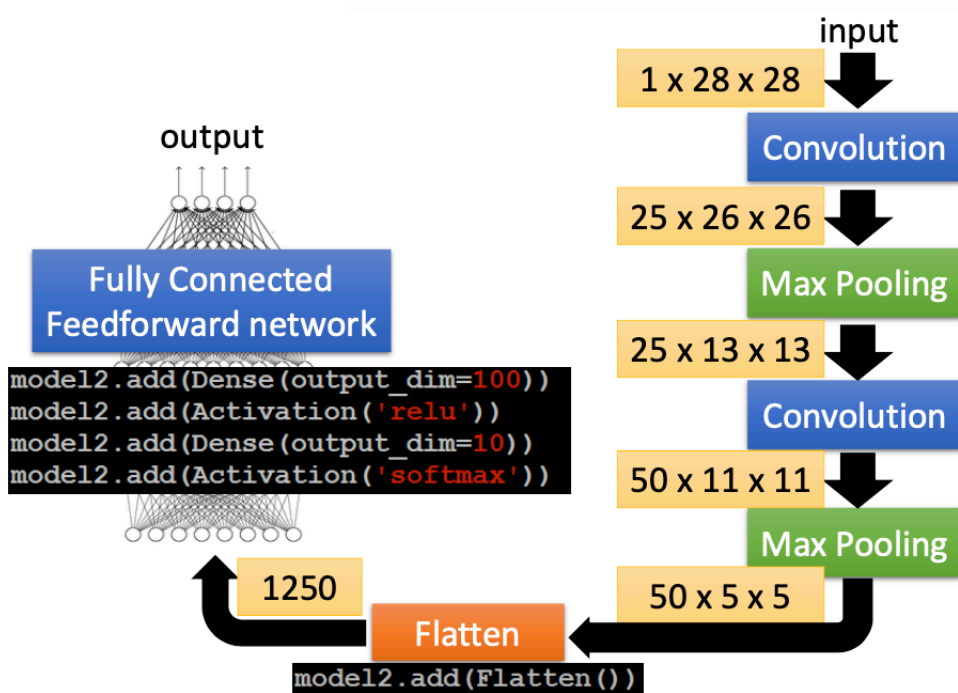 input
1 x 28 x 28
Convolution
25 x 26 x 26
Max Pooling
25 x 13 x 13
Convolution
50 x 11 x 11
Max Pooling
50 x 5 x 5
Flatten
model2.add(Flatten())
1250
output
Fully Connected
Feedforward network
model2.add(Dense(output_dim=100))
model2.add(Activation('relu'))
model2.add(Dense(output_dim=10))
model2.add(Activation('softmax'))